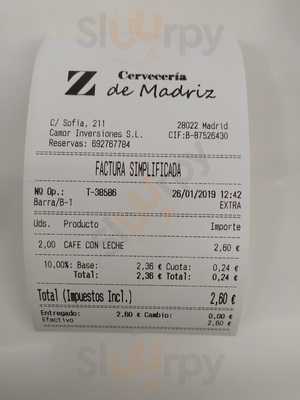 Slurrpy
Z Cervecería
de Madriz
C/ Sofia, 211 28022 Madrid
Camor Inversiones S.L. CIF:B-87526430
Reservas: 692767784
FACTURA SIMPLIFICADA
NQ Op.: T-38586 26/01/2019 12:42
Barra/B-1 EXTRA
Uds. Producto Importe
2,00 CAFE CON LECHE 2,60 €
10,00%: Base: 2,36 € Cuota: 0,24 €
Total: 2,36 € Total: 0,24 €
Total (Impuestos Incl.) 2,60 €
Entregado: 2,60 € Cambio: 0,00 €
Efectivo 2,60 €
Slurrpy